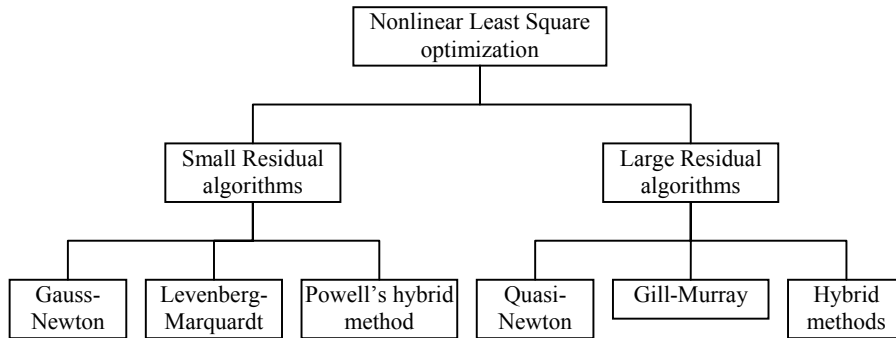 Nonlinear Least Square
optimization
Small Residual
algorithms
Large Residual
algorithms
Gauss-
Newton
Levenberg-
Marquardt
Powell’s hybrid
method
Quasi-
Newton
Gill-Murray
Hybrid
methods